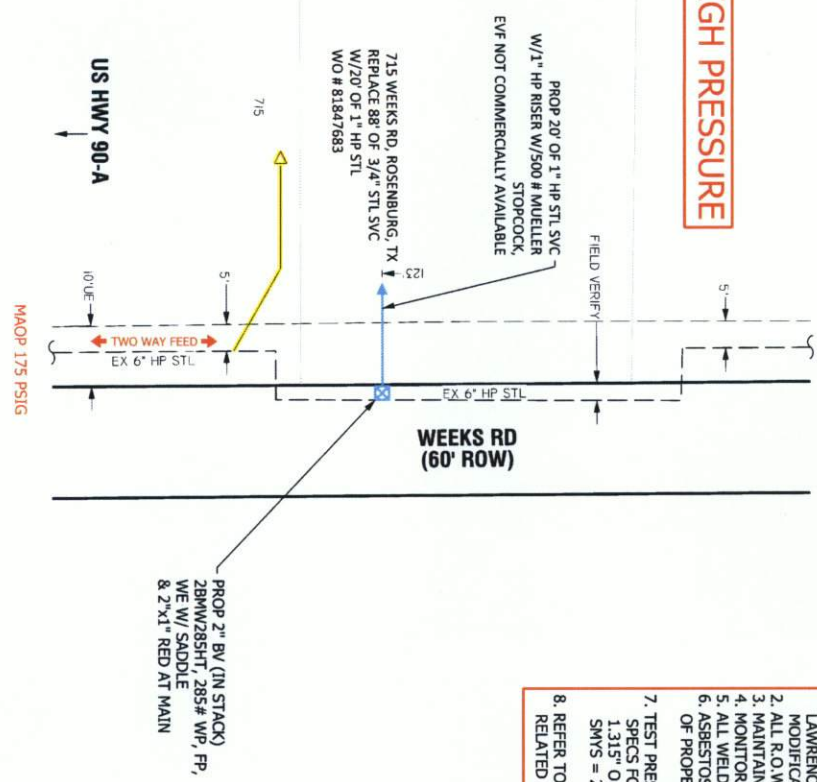 GH PRESSURE
PROP 20' OF 1" HP STL SVC
W/1" HP RISER W/500 # MUELLER
STOPCOCK,
EVF NOT COMMERCIALLY AVAILABLE
715 WEEKS RD, ROSENBURG, TX
REPLACE 88' OF 3/4" STL SVC
W/20' OF 1" HP STL
WO # 81847683
123'
FIELD VERIFY
5'
715
US HWY 90-A
5'
10'UE
TWO WAY FEED
EX 6" HP STL
EX 6" HP STL
MAOP 175 PSIG
WEEKS RD
(60' ROW)
PROP 2" BV (IN STACK)
2BMW285HT, 285# WP, FP,
WE W/ SADDLE
& 2"x1" RED AT MAIN
LAWRENC
MODIFICA
2. ALL R.O.W
3. MAINTAIN
4. MONITOR
5. ALL WELD
6. ASBESTOS
OF PROPE
7. TEST PRE
SPECS FO
1.315" O
SMYS = 
8. REFER TO
RELATED